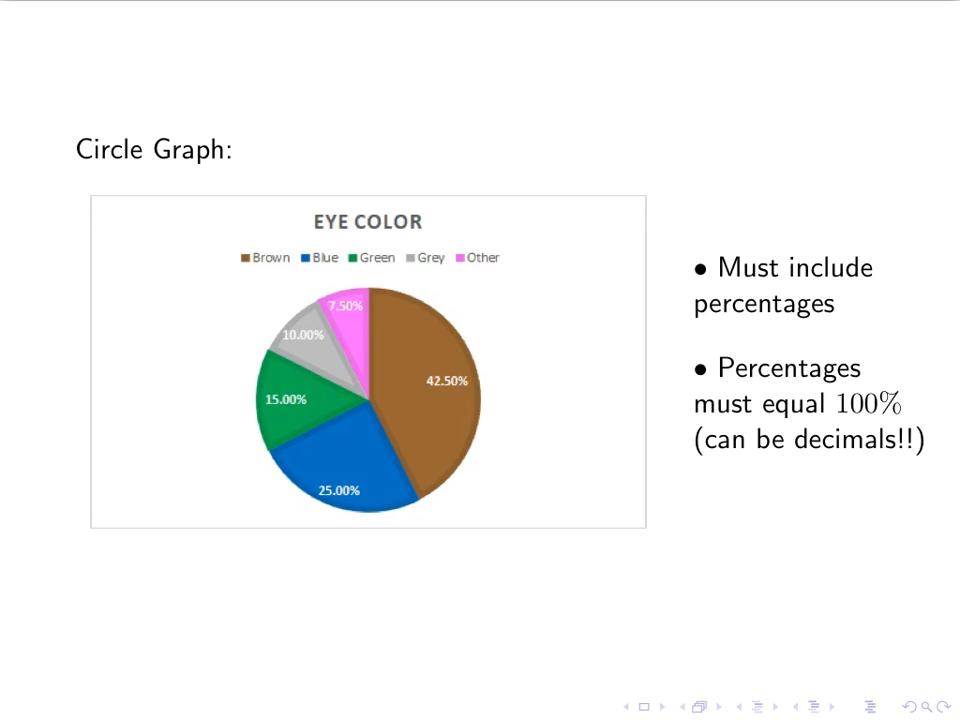 Circle Graph:
EYE COLOR
Brown Blue Green Grey Other
7.50%
10.00%
42.50%
15.00%
25.00%
• Must include
percentages
• Percentages
must equal 100%
(can be decimals!!)